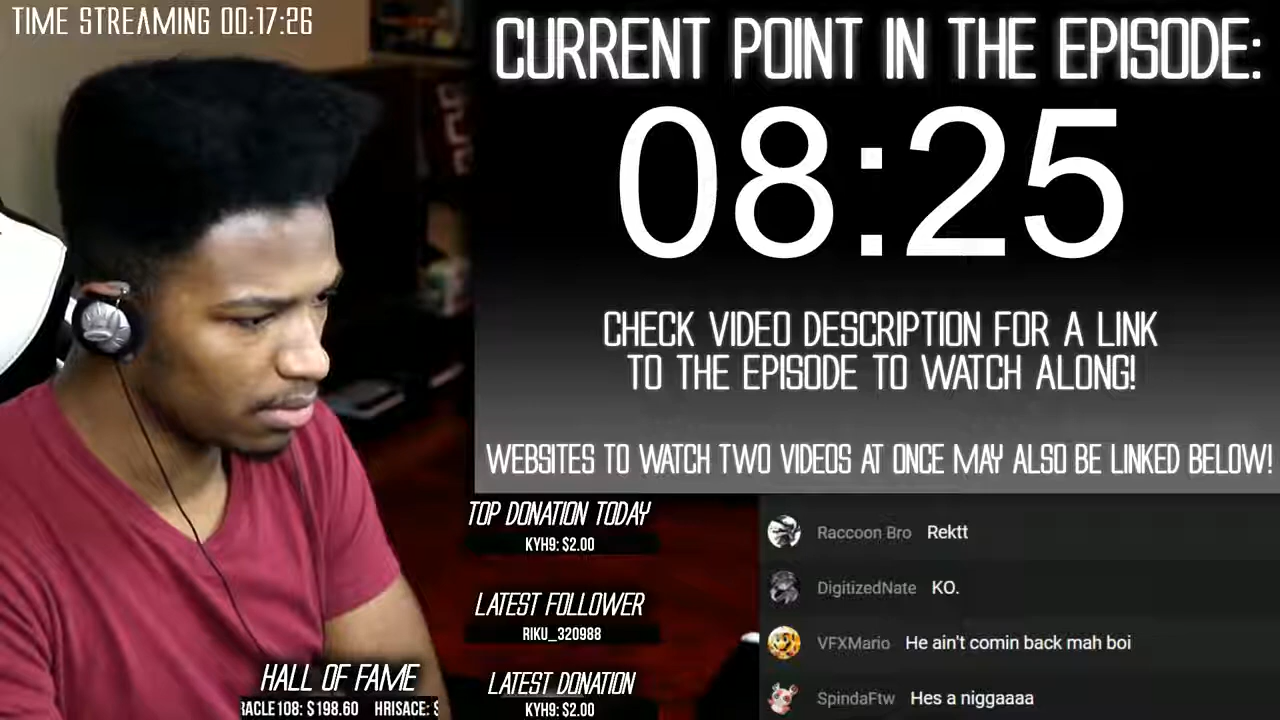 TIME STREAMING 00:17:26
CURRENT POINT IN THE EPISODE:
08:25
CHECK VIDEO DESCRIPTION FOR A LINK
TO THE EPISODE TO WATCH ALONG!
WEBSITES TO WATCH TWO VIDEOS AT ONCE MAY ALSO BE LINKED BELOW!
TOP DONATION TODAY
KYH9: $2.00
LATEST FOLLOWER
RIKU_320988
LATEST DONATION
KYH9: $2.00
HALL OF FAME
RACLE108: $198.60 HRISACE: $
Raccoon Bro Rektt
DigitizedNate KO.
VFXMario He ain't comin back mah boi
SpindaFtw Hes a niggaaaa